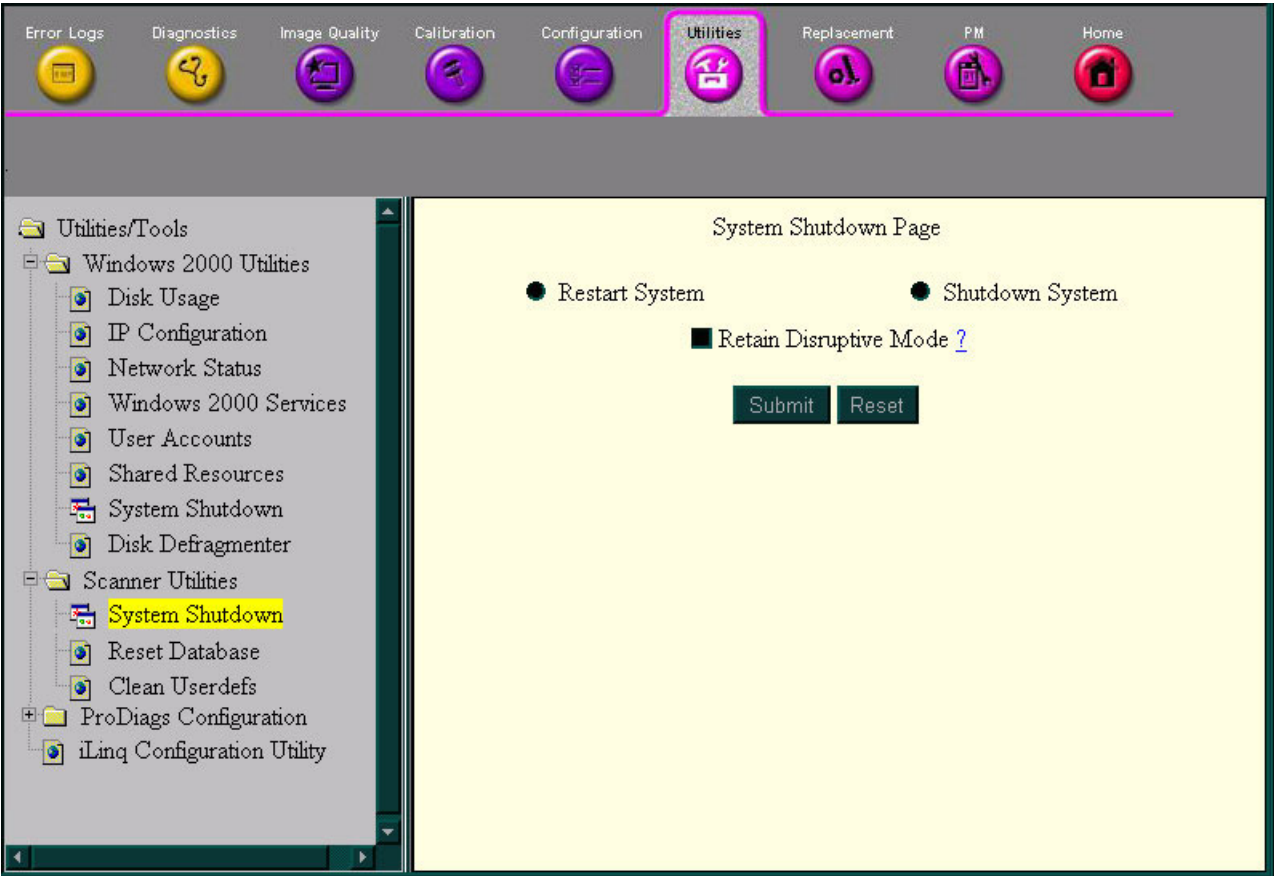 Error Logs
Diagnostics
Image Quality
Calibration
Configuration
Utilities
Replacement
PM
Home
Utilities/Tools
Windows 2000 Utilities
Disk Usage
IP Configuration
Network Status
Windows 2000 Services
User Accounts
Shared Resources
System Shutdown
Disk Defragmenter
Scanner Utilities
System Shutdown
Reset Database
Clean Userdefs
ProDiags Configuration
iLinq Configuration Utility
System Shutdown Page
Restart System
Shutdown System
Retain Disruptive Mode ?
Submit
Reset